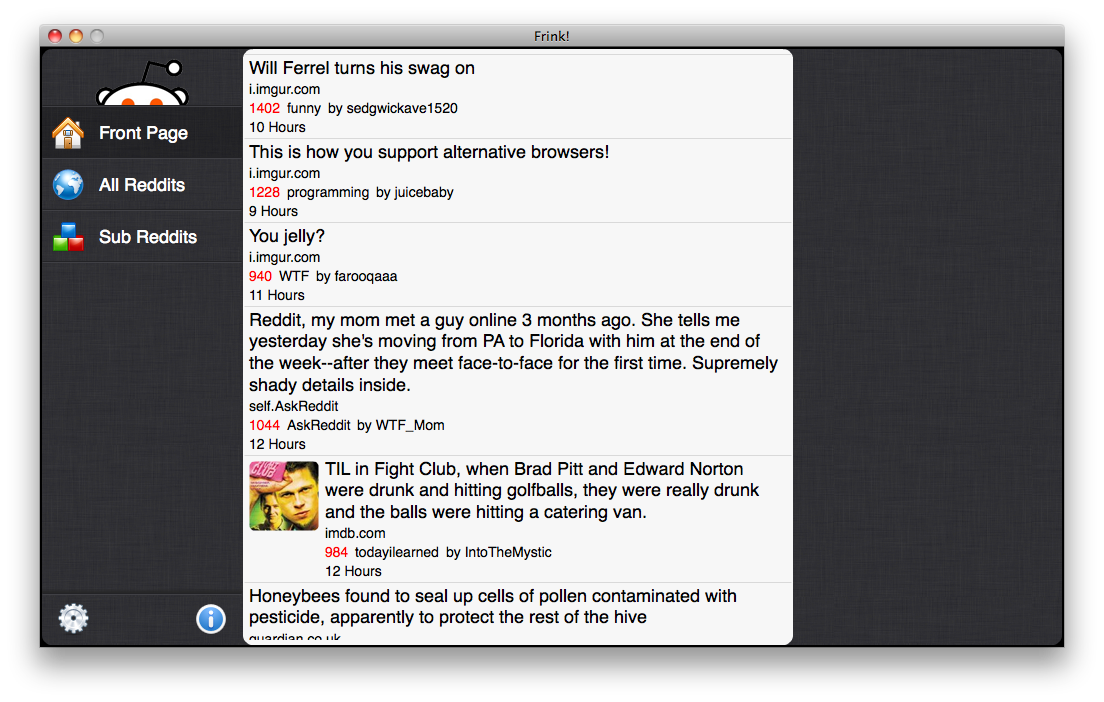 Frink!
Front Page
All Reddits
Sub Reddits
Will Ferrel turns his swag on
i.imgur.com
1402 funny by sedgwickave1520
10 Hours
This is how you support alternative browsers!
i.imgur.com
1228 programming by juicebaby
9 Hours
You jelly?
i.imgur.com
940 WTF by farooqaaa
11 Hours
Reddit, my mom met a guy online 3 months ago. She tells me
yesterday she's moving from PA to Florida with him at the end of
the week--after they meet face-to-face for the first time. Supremely
shady details inside.
self.AskReddit
1044 AskReddit by WTF_Mom
12 Hours
TIL in Fight Club, when Brad Pitt and Edward Norton
were drunk and hitting golfballs, they were really drunk
and the balls were hitting a catering van.
imdb.com
984 todayilearned by IntoTheMystic
12 Hours
Honeybees found to seal up cells of pollen contaminated with
pesticide, apparently to protect the rest of the hive
guardian.co.uk